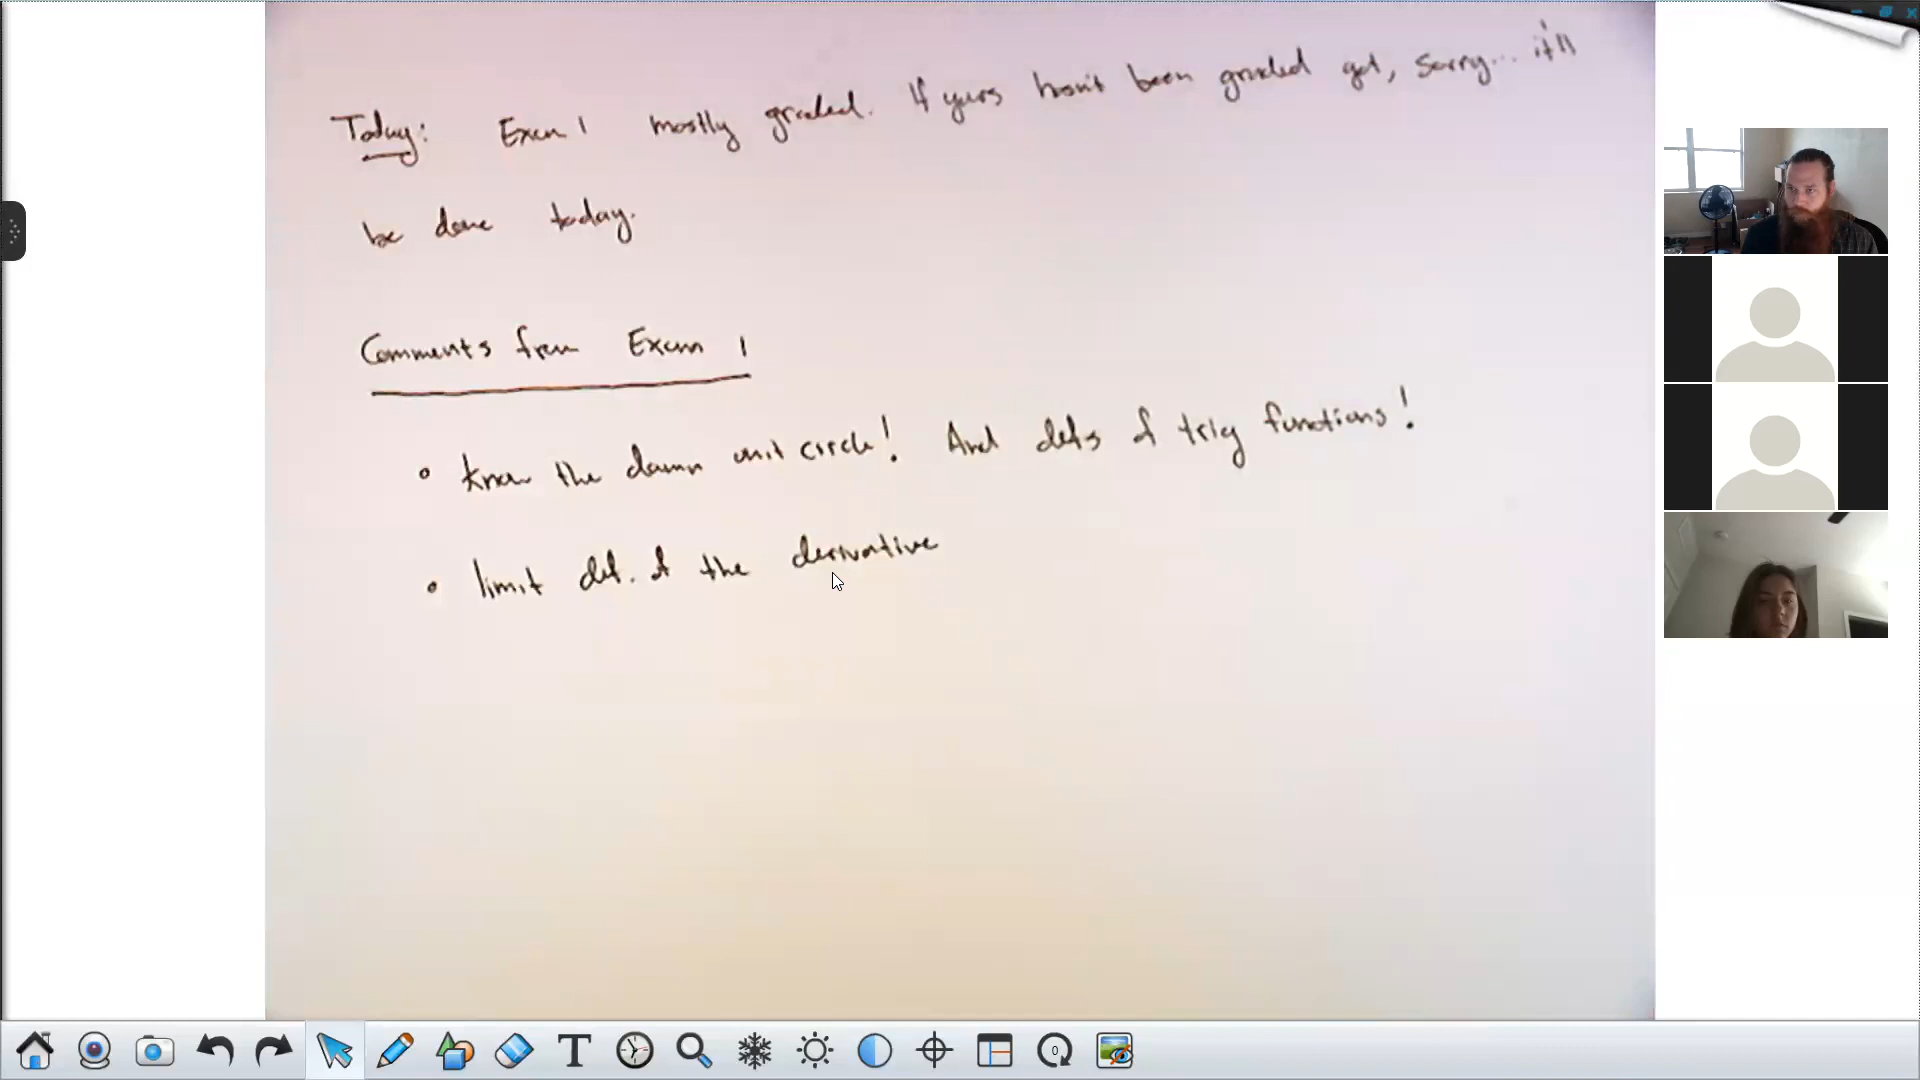 Today: Exam 1 mostly graded. If yours hasn't been graded yet, sorry... it'll
be done today.
Comments from Exam 1
• know the damn unit circle! And defs of trig functions!
• limit def. of the derivative
T
0